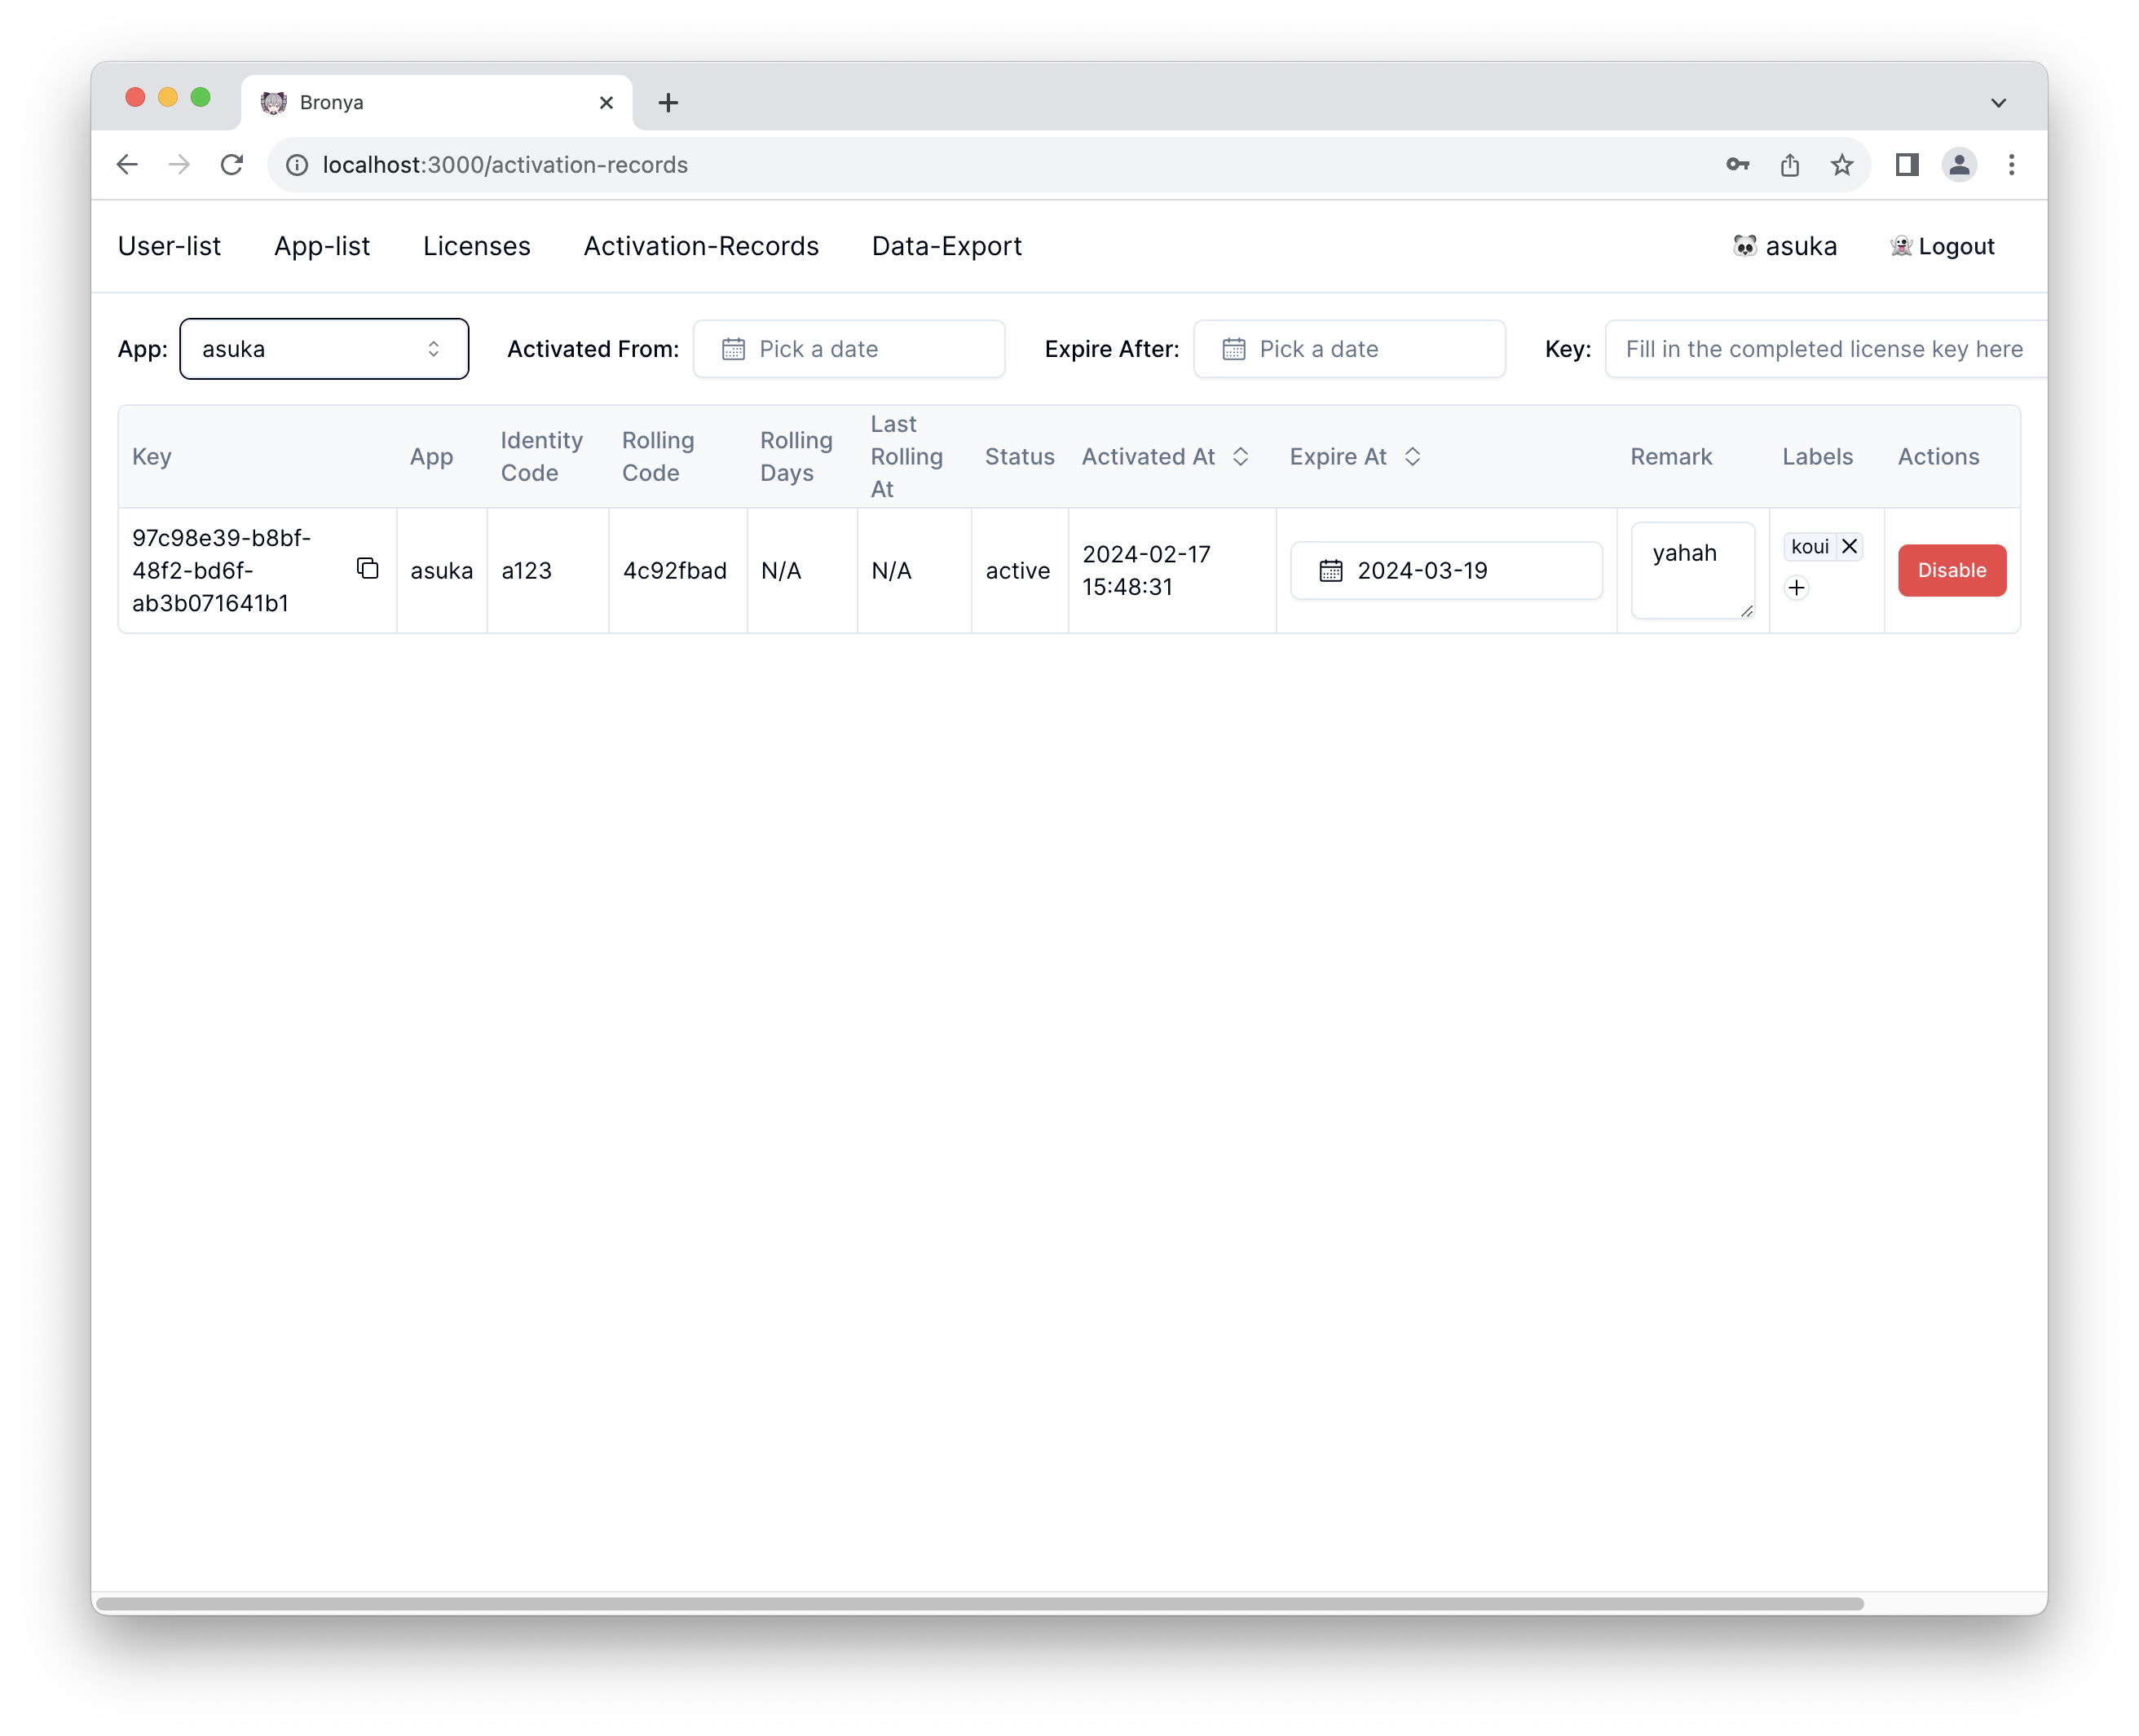 Bronya
localhost:3000/activation-records
User-list App-list Licenses Activation-Records Data-Export 🐼 asuka 👻 Logout
App: asuka Activated From: Pick a date Expire After: Pick a date Key: Fill in the completed license key here
Key App Identity Code Rolling Code Rolling Days Last Rolling At Status Activated At Expire At Remark Labels Actions
97c98e39-b8bf-
48f2-bd6f-
ab3b071641b1
asuka a123 4c92fbad N/A N/A active
2024-02-17
15:48:31
2024-03-19
yahah
koui
Disable